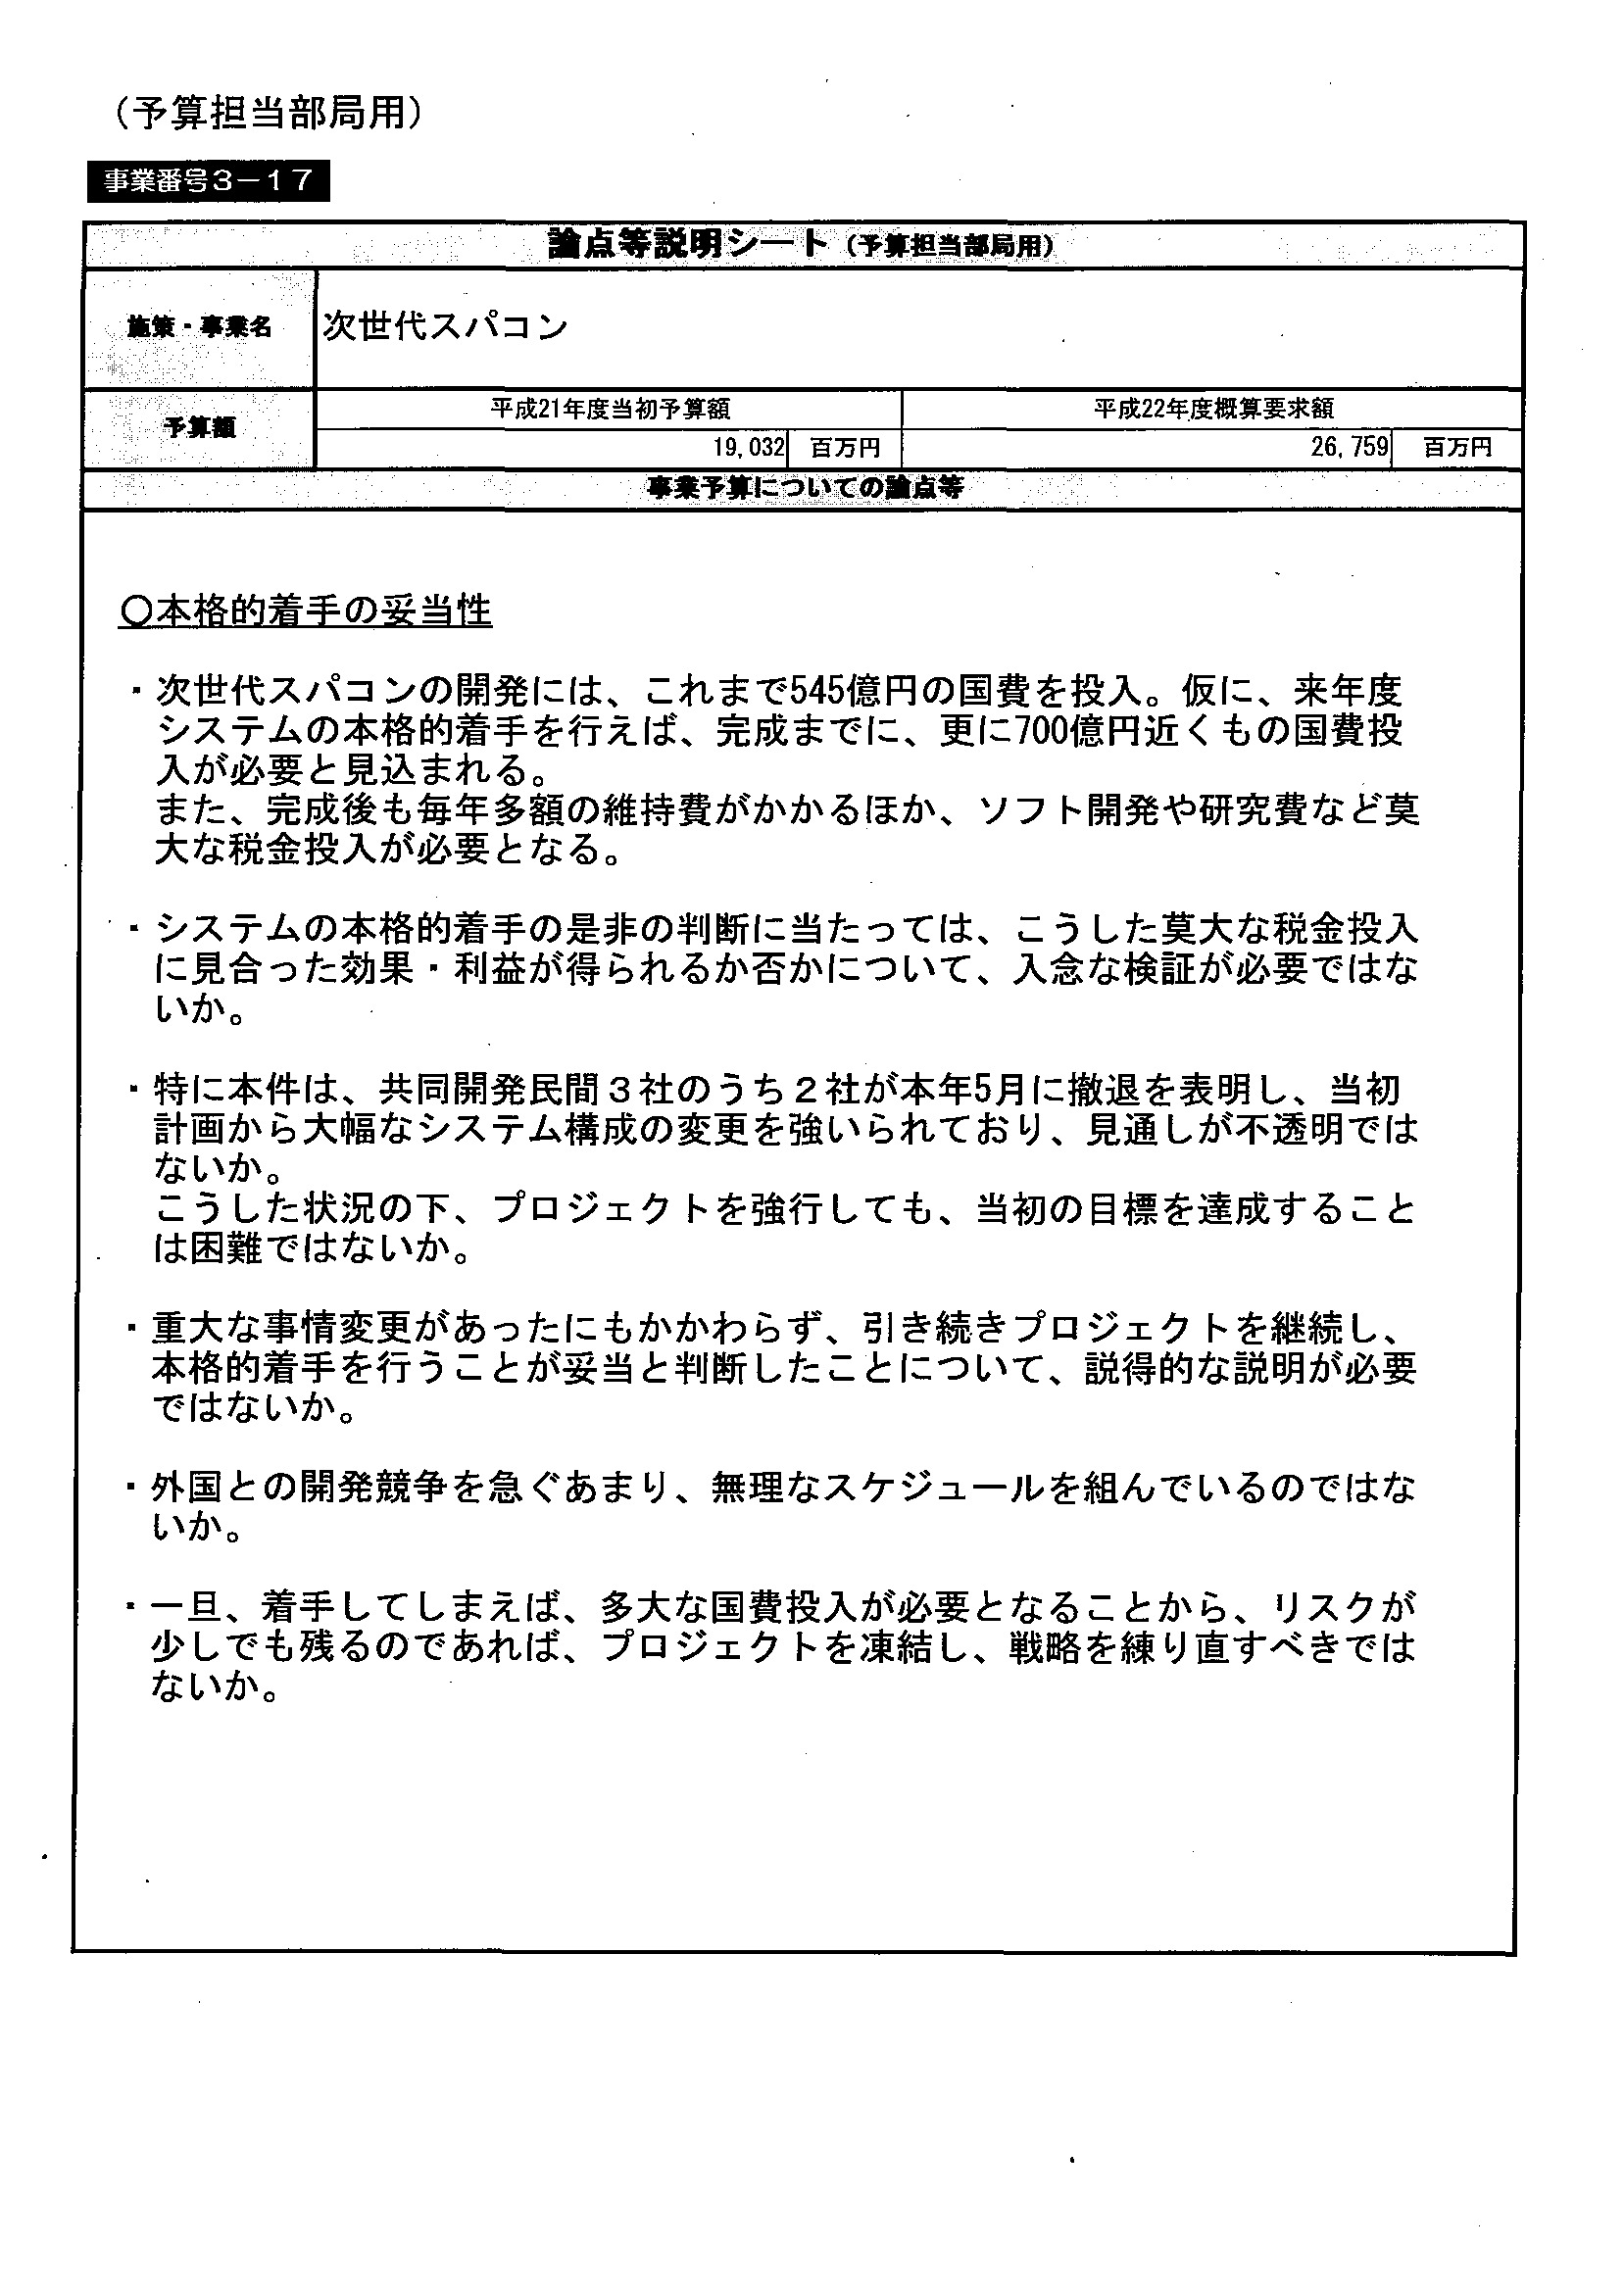 （予算担当部局用）
事業番号３－１７
論点等説明シート（予算担当部局用）
施策・事業名
次世代スパコン
予算額
平成21年度当初予算額
平成22年度概算要求額
19,032 百万円
26,759 百万円
事業予算についての論点等
○本格的着手の妥当性
・次世代スパコンの開発には、これまで545億円の国費を投入。仮に、来年度
システムの本格的着手を行えば、完成までに、更に700億円近くもの国費投
入が必要と見込まれる。
また、完成後も毎年多額の維持費がかかるほか、ソフト開発や研究費など莫
大な税金投入が必要となる。
・システムの本格的着手の是非の判断に当たっては、こうした莫大な税金投入
に見合った効果・利益が得られるか否かについて、入念な検証が必要ではな
いか。
・特に本件は、共同開発民間３社のうち２社が本年5月に撤退を表明し、当初
計画から大幅なシステム構成の変更を強いられており、見通しが不透明では
ないか。
こうした状況の下、プロジェクトを強行しても、当初の目標を達成すること
は困難ではないか。
・重大な事情変更があったにもかかわらず、引き続きプロジェクトを継続し、
本格的着手を行うことが妥当と判断したことについて、説得的な説明が必要
ではないか。
・外国との開発競争を急ぐあまり、無理なスケジュールを組んでいるのではな
いか。
・一旦、着手してしまえば、多大な国費投入が必要となることから、リスクが
少しでも残るのであれば、プロジェクトを凍結し、戦略を練り直すべきでは
ないか。